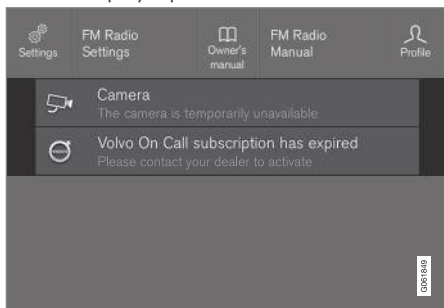 Settings
FM Radio
Settings
Owner's
manual
FM Radio
Manual
Profile
Camera
The camera is temporarily unavailable
Volvo On Call subscription has expired
Please contact your dealer to activate
G061849